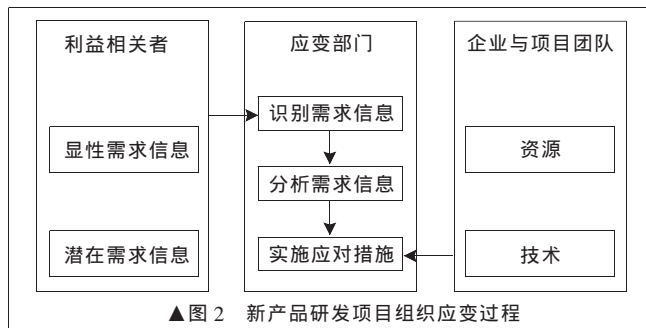 利益相关者
显性需求信息
潜在需求信息
应变部门
识别需求信息
分析需求信息
实施应对措施
企业与项目团队
资源
技术
▲图 2 新产品研发项目组织应变过程